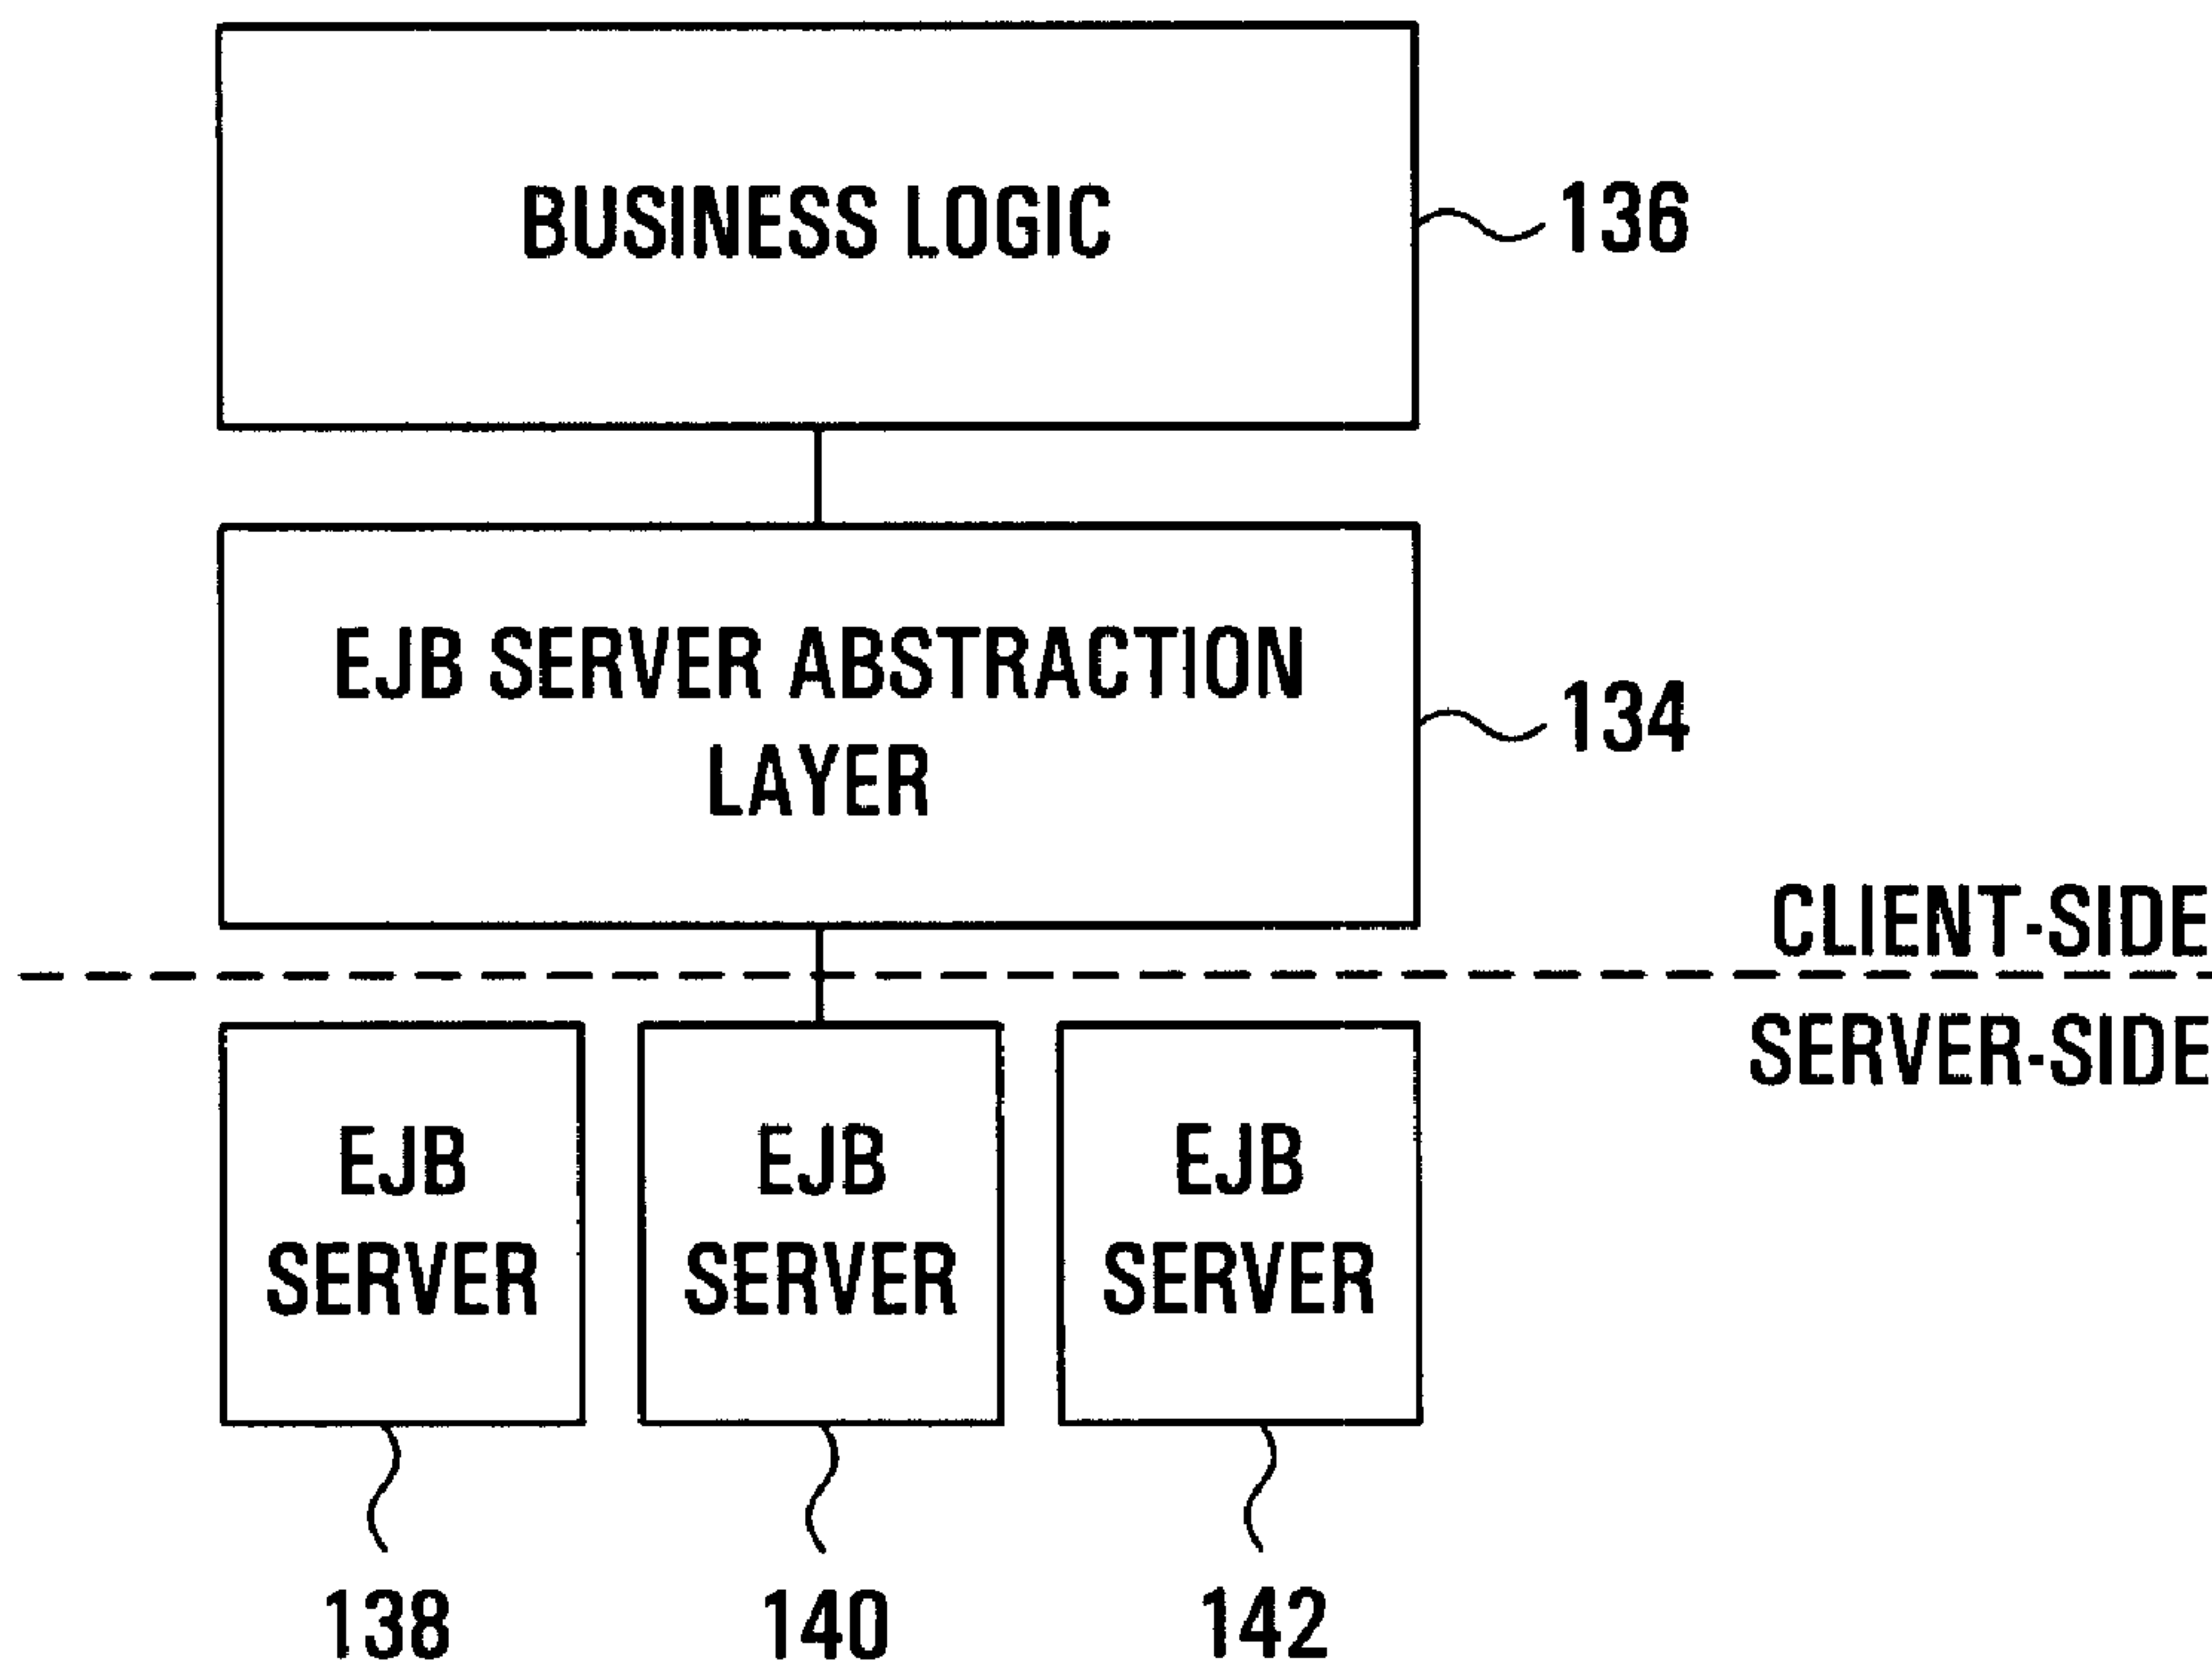 BUSINESS LOGIC
136
EJB SERVER ABSTRACTION
LAYER
134
CLIENT-SIDE
SERVER-SIDE
EJB
SERVER
EJB
SERVER
EJB
SERVER
138
140
142